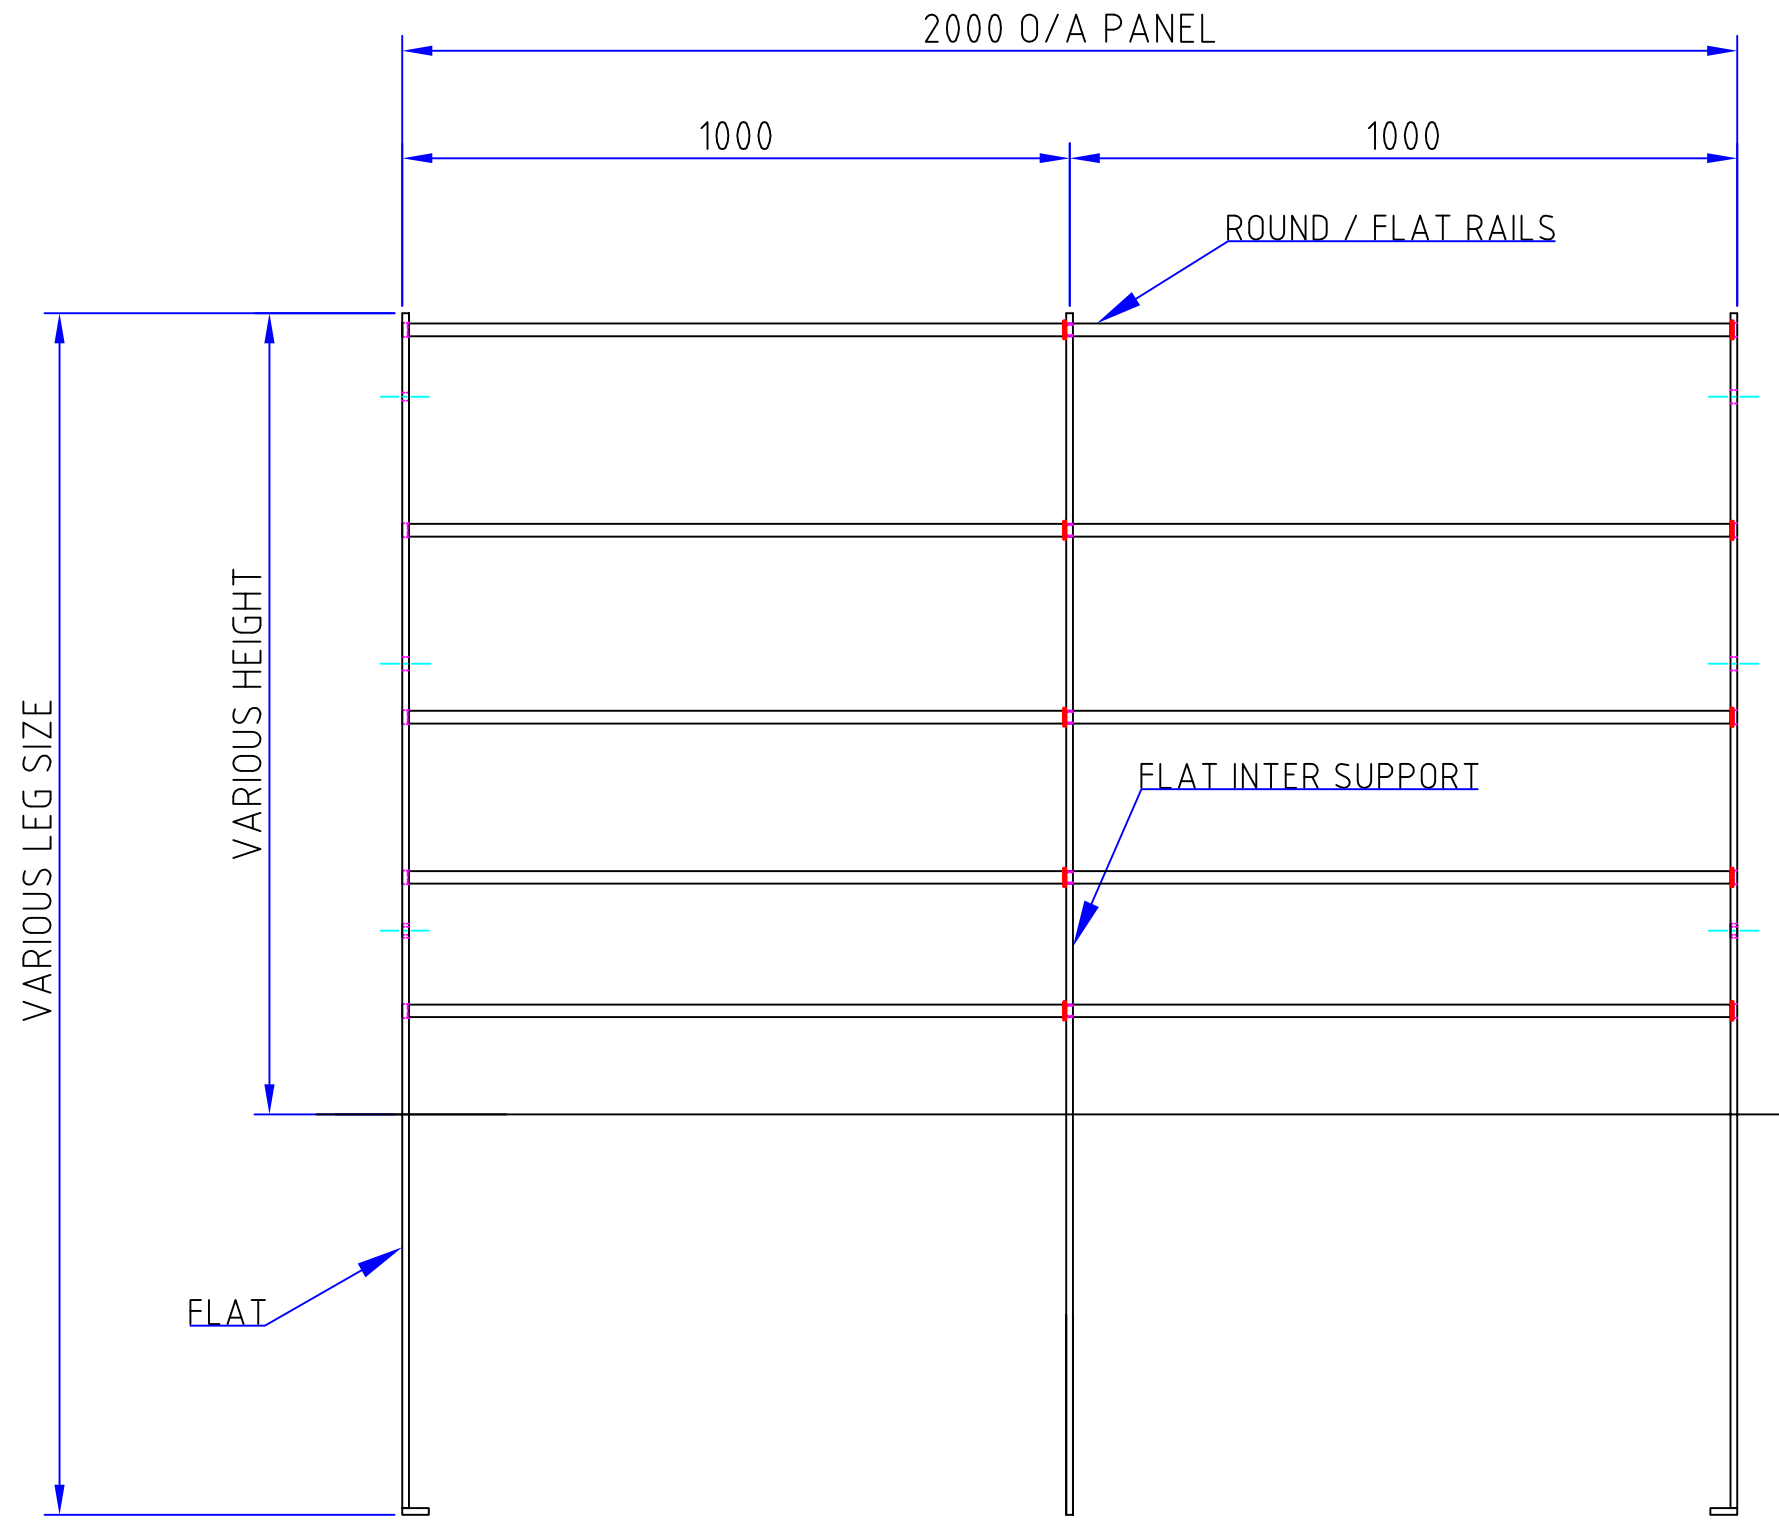 2000 O/A PANEL
1000
1000
ROUND / FLAT RAILS
VARIOUS HEIGHT
VARIOUS LEG SIZE
FLAT INTER SUPPORT
FLAT